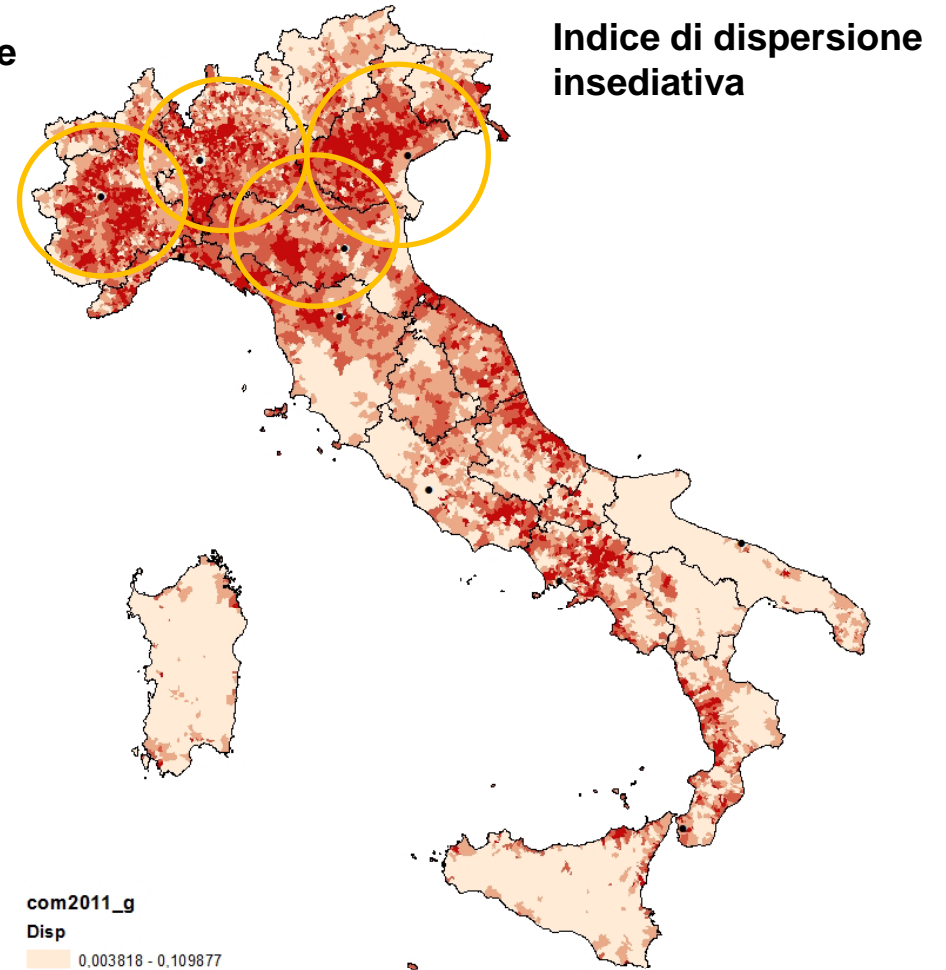 e
Indice di dispersione
insediativa
com2011_g
Disp
0,003818 - 0,109877